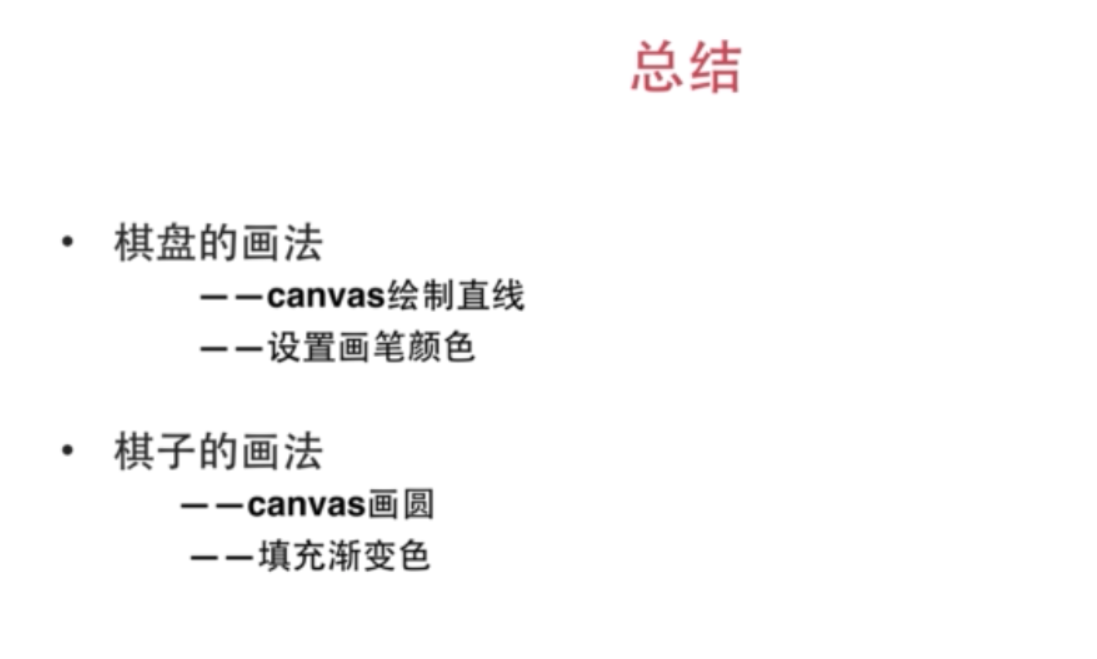 总结
• 棋盘的画法
——canvas绘制直线
——设置画笔颜色
• 棋子的画法
——canvas画圆
——填充渐变色